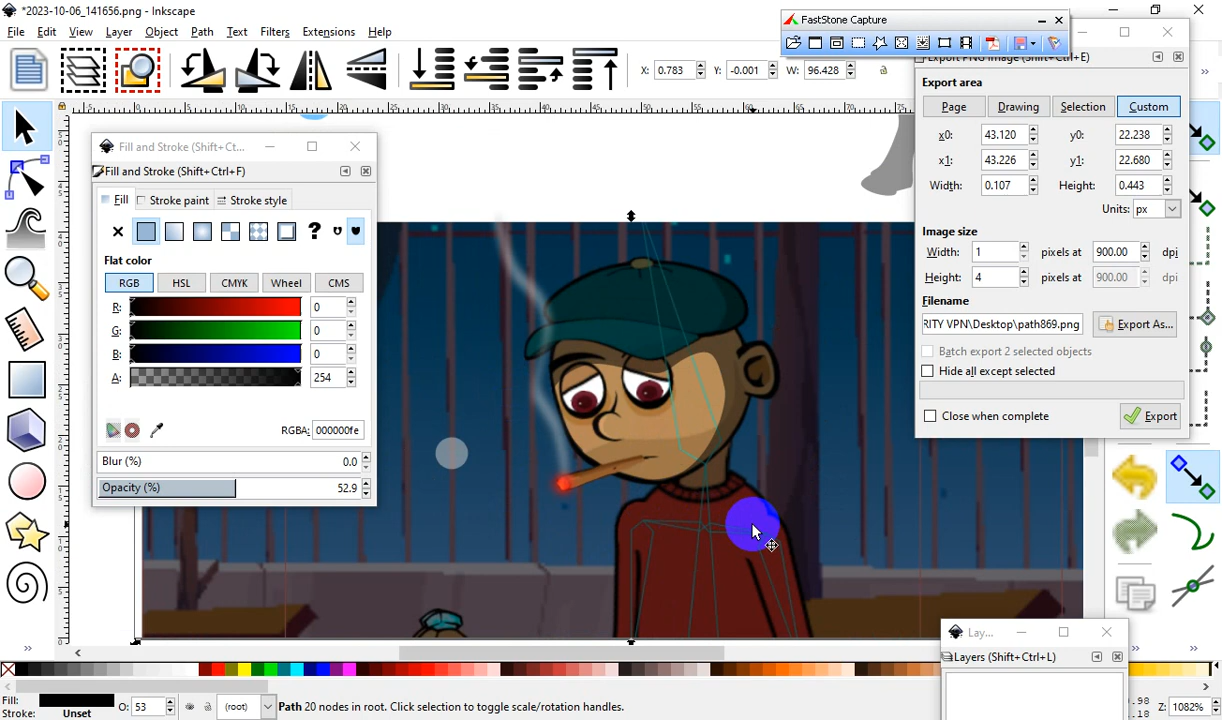 *2023-10-06_141656.png - Inkscape
FastStone Capture
File Edit View Layer Object Path Text Filters Extensions Help
X: 0.783 Y: -0.001 W: 96.428
Export PNG Image (Shift+Ctrl+E)
Export area
Page Drawing Selection Custom
x0: 43.120 y0: 22.238
x1: 43.226 y1: 22.680
Width: 0.107 Height: 0.443
Units: px
Image size
Width: 1 pixels at 900.00 dpi
Height: 4 pixels at 900.00 dpi
Filename
RITY VPN\Desktop\path869.png Export As...
Batch export 2 selected objects
Hide all except selected
Close when complete Export
Fill and Stroke (Shift+Ct...
Fill and Stroke (Shift+Ctrl+F)
Fill Stroke paint Stroke style
Flat color
RGB HSL CMYK Wheel CMS
R: 0
G: 0
B: 0
A: 254
RGBA: 000000fe
Blur (%) 0.0
Opacity (%) 52.9
Lay...
Layers (Shift+Ctrl+L)
Fill:
Stroke: Unset
O: 53
(root)
Path 20 nodes in root. Click selection to toggle scale/rotation handles.
Z: 1082%